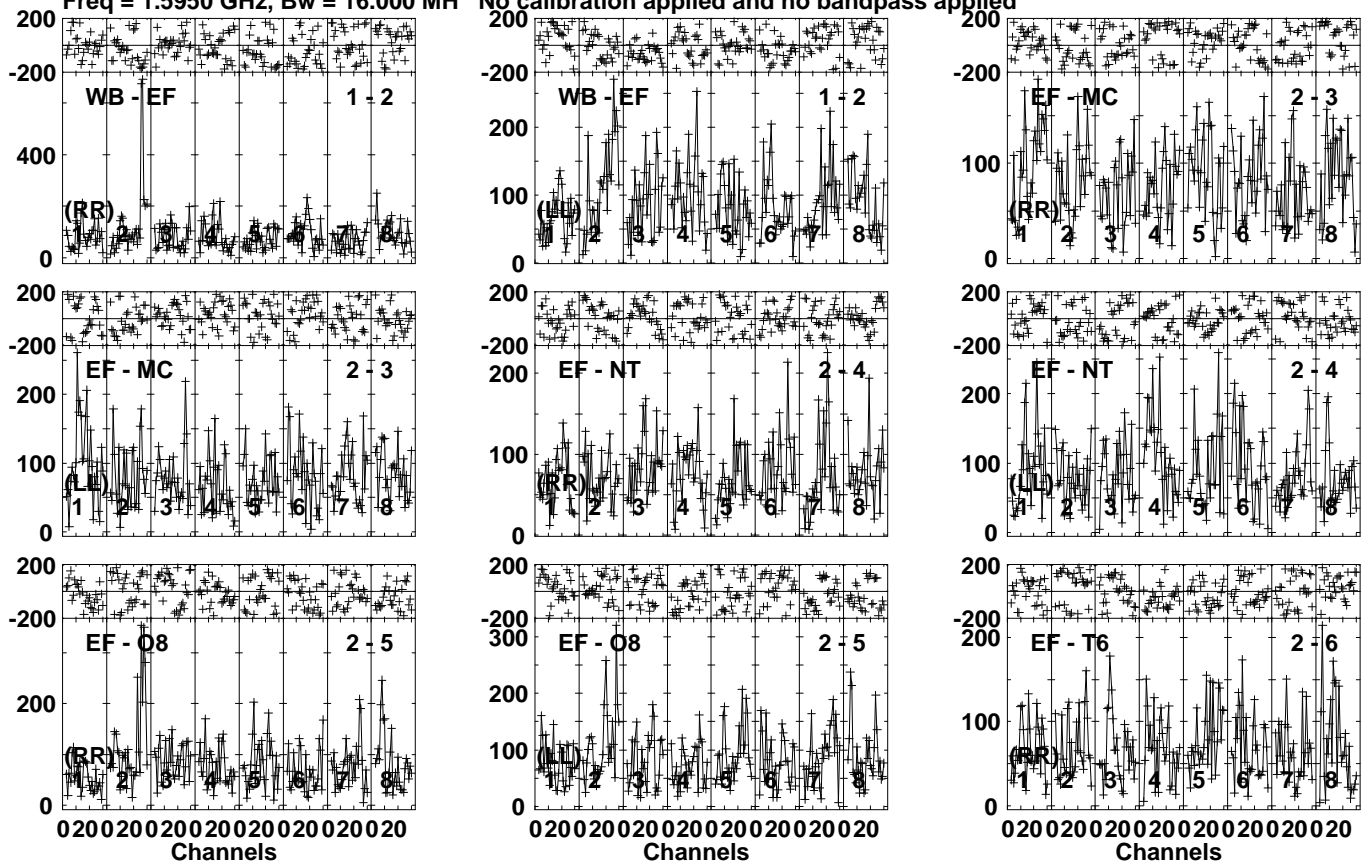 Freq = 1.5950 GHz, Bw = 16.000 MH No calibration applied and no bandpass applied
200
-200
WB - EF 1 - 2
400
(RR)
1 2 3 4 5 6 7 8
0
200
-200
WB - EF 1 - 2
200
100
(LL)
1 2 3 4 5 6 7 8
0
200
-200
EF - MC 2 - 3
100
(RR)
1 2 3 4 5 6 7 8
0
200
-200
EF - MC 2 - 3
200
100
(LL)
1 2 3 4 5 6 7 8
0
200
-200
EF - NT 2 - 4
200
100
(RR)
1 2 3 4 5 6 7 8
0
200
-200
EF - NT 2 - 4
200
100
(LL)
1 2 3 4 5 6 7 8
0
200
-200
EF - O8 2 - 5
200
(RR)
1 2 3 4 5 6 7 8
0
0 20 0 20 0 20 0 20 0 20 0 20 0 20 0 20
Channels
200
-200
EF - O8 2 - 5
300
200
100
(LL)
1 2 3 4 5 6 7 8
0
0 20 0 20 0 20 0 20 0 20 0 20 0 20 0 20
Channels
200
-200
EF - T6 2 - 6
200
100
(RR)
1 2 3 4 5 6 7 8
0
0 20 0 20 0 20 0 20 0 20 0 20 0 20 0 20
Channels